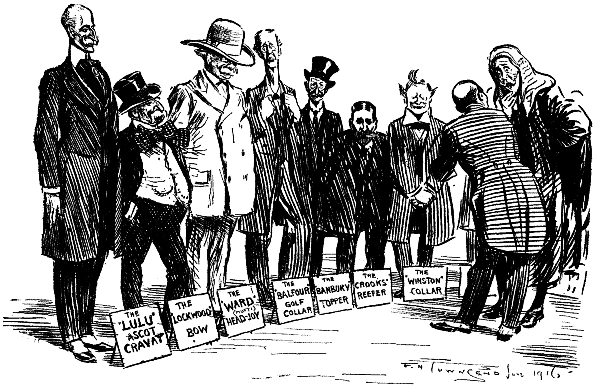 THE
"LULU"
ASCOT
CRAVAT
THE
LOCKWOOD
BOW
THE
WARD
HEAD-JOY
THE
"BALFOUR"
GOLF
COLLAR
THE
BANBURY
TOPPER
THE
"CROOKS"
REEFER
THE
"WINSTON"
COLLAR
F. H. TOWNSEND